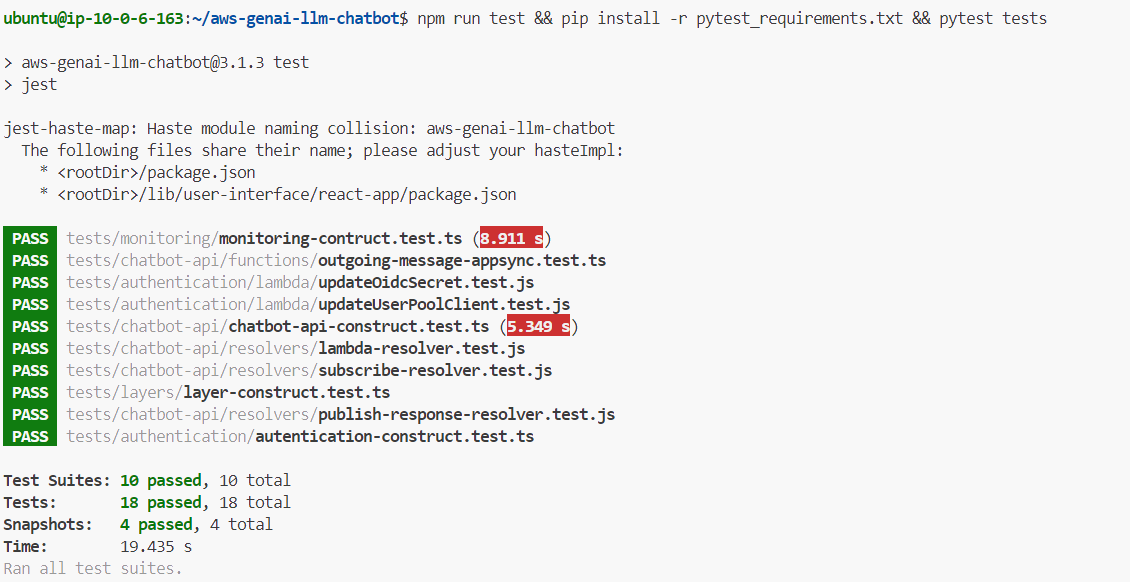 ubuntu@ip-10-0-6-163:~/aws-genai-llm-chatbot$ npm run test && pip install -r pytest_requirements.txt && pytest tests
> aws-genai-llm-chatbot@3.1.3 test
> jest
jest-haste-map: Haste module naming collision: aws-genai-llm-chatbot
The following files share their name; please adjust your hasteImpl:
* <rootDir>/package.json
* <rootDir>/lib/user-interface/react-app/package.json
PASS tests/monitoring/monitoring-contruct.test.ts (8.911 s)
PASS tests/chatbot-api/functions/outgoing-message-appsync.test.ts
PASS tests/authentication/lambda/updateOidcSecret.test.js
PASS tests/authentication/lambda/updateUserPoolClient.test.js
PASS tests/chatbot-api/chatbot-api-construct.test.ts (5.349 s)
PASS tests/chatbot-api/resolvers/lambda-resolver.test.js
PASS tests/chatbot-api/resolvers/subscribe-resolver.test.js
PASS tests/layers/layer-construct.test.ts
PASS tests/chatbot-api/resolvers/publish-response-resolver.test.js
PASS tests/authentication/autentication-construct.test.ts
Test Suites: 10 passed, 10 total
Tests: 18 passed, 18 total
Snapshots: 4 passed, 4 total
Time: 19.435 s
Ran all test suites.